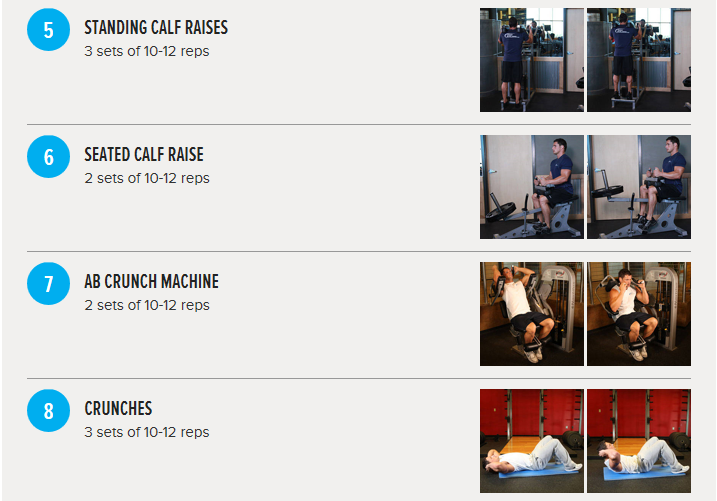 5
STANDING CALF RAISES
3 sets of 10-12 reps
6
SEATED CALF RAISE
2 sets of 10-12 reps
7
AB CRUNCH MACHINE
2 sets of 10-12 reps
8
CRUNCHES
3 sets of 10-12 reps